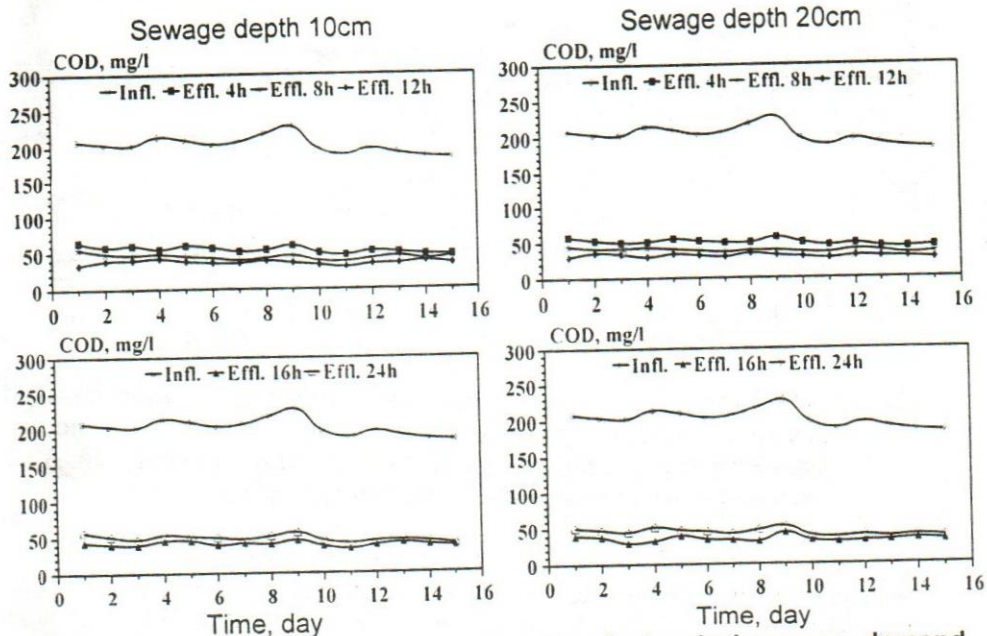 Sewage depth 10cm
COD, mg/l
300
250
200
150
100
50
0
Infl. Effl. 4h Effl. 8h Effl. 12h
0 2 4 6 8 10 12 14 16
Sewage depth 20cm
COD, mg/l
300
250
200
150
100
50
0
Infl. Effl. 4h Effl. 8h Effl. 12h
0 2 4 6 8 10 12 14 16
COD, mg/l
300
250
200
150
100
50
0
Infl. Effl. 16h Effl. 24h
0 2 4 6 8 10 12 14 16
Time, day
COD, mg/l
300
250
200
150
100
50
0
Infl. Effl. 16h Effl. 24h
0 2 4 6 8 10 12 14 16
Time, day